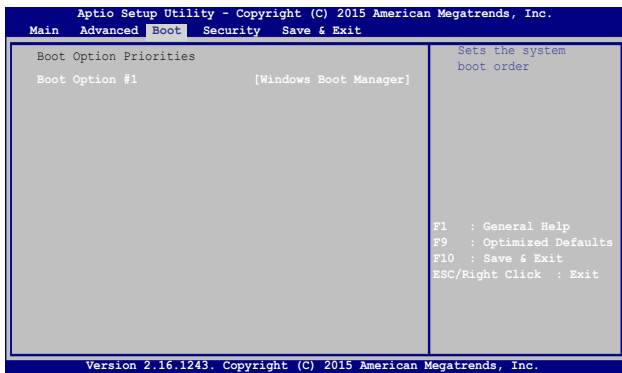 Aptio Setup Utility - Copyright (C) 2015 American Megatrends, Inc.
Main Advanced Boot Security Save & Exit
Boot Option Priorities
Boot Option #1 [Windows Boot Manager]
Sets the system
boot order
F1 : General Help
F9 : Optimized Defaults
F10 : Save & Exit
ESC/Right Click : Exit
Version 2.16.1243. Copyright (C) 2015 American Megatrends, Inc.